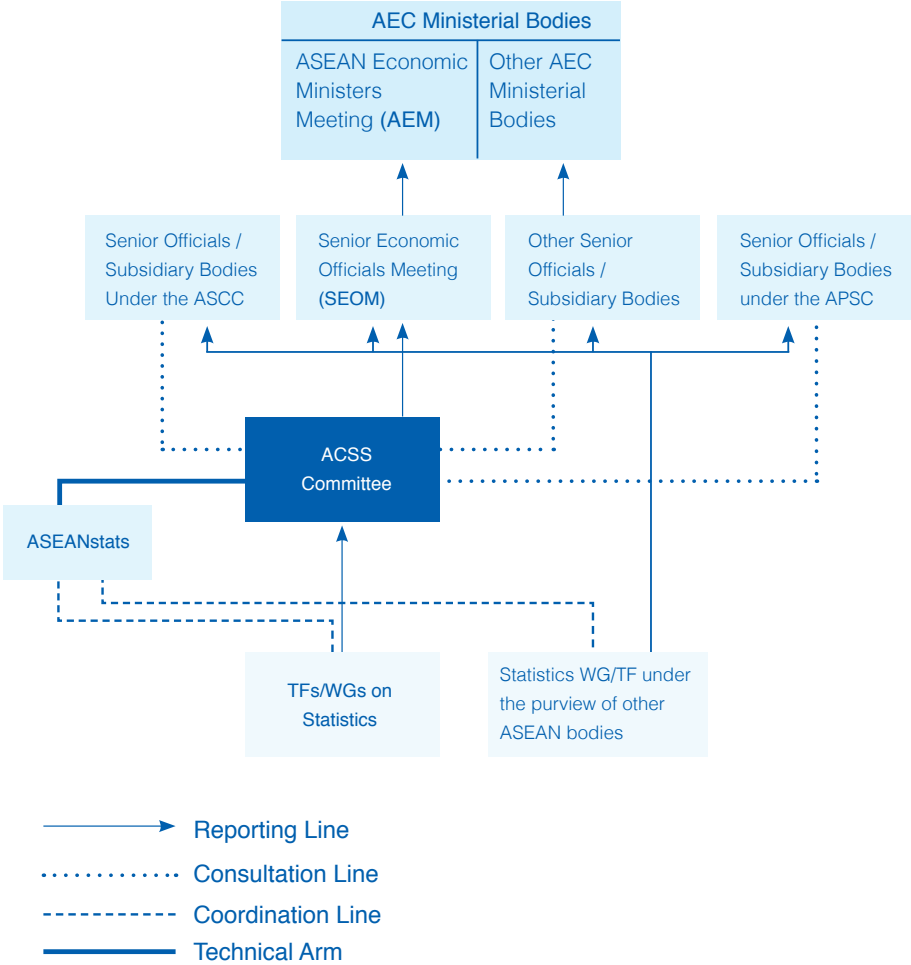 AEC Ministerial Bodies
ASEAN Economic
Ministers
Meeting (AEM)
Other AEC
Ministerial
Bodies
Senior Officials /
Subsidiary Bodies
Under the ASCC
Senior Economic
Officials Meeting
(SEOM)
Other Senior
Officials /
Subsidiary Bodies
Senior Officials /
Subsidiary Bodies
under the APSC
ACSS
Committee
ASEANstats
TFs/WGs on
Statistics
Statistics WG/TF under
the purview of other
ASEAN bodies
Reporting Line
Consultation Line
Coordination Line
Technical Arm